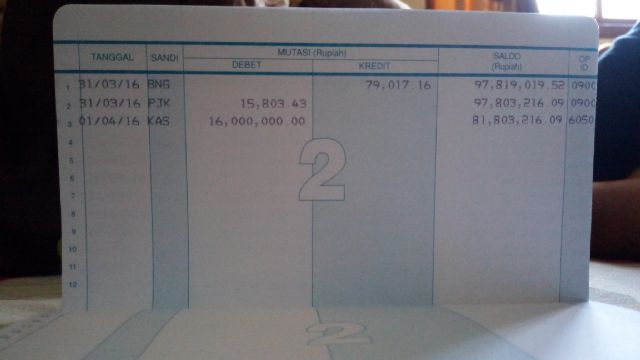 MUTASI (Rupiah)
TANGGAL SANDI DEBET KREDIT SALDO (Rupiah) OP ID
1 31/03/16 BNG 79,017.16 97,819,019.52 0900
2 31/03/16 PJK 15,803.43 97,803,216.09 0900
3 01/04/16 KAS 16,000,000.00 81,803,216.09 6050
4
5
6
7
8
9
10
11
12
2
2